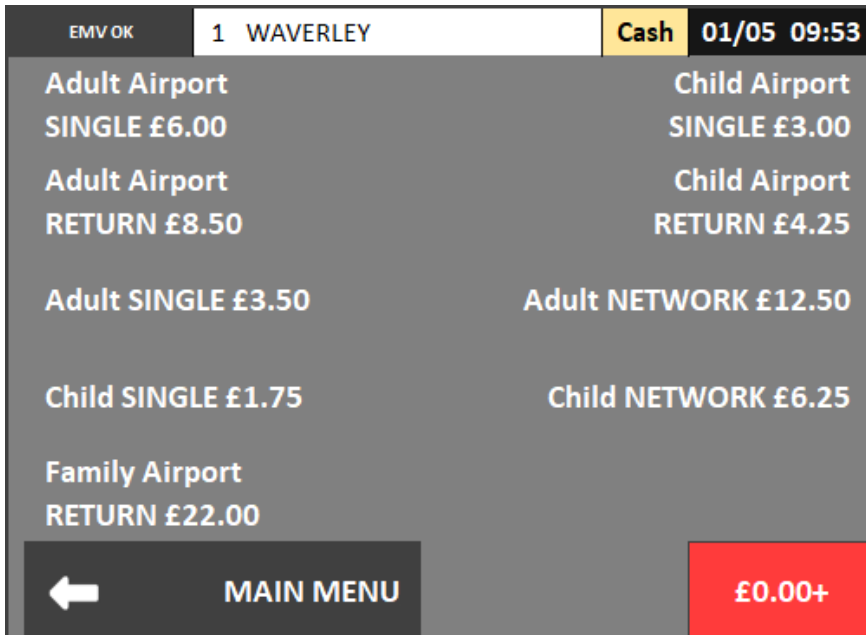 EMV OK 1 WAVERLEY Cash 01/05 09:53
Adult Airport
SINGLE £6.00
Child Airport
SINGLE £3.00
Adult Airport
RETURN £8.50
Child Airport
RETURN £4.25
Adult SINGLE £3.50
Adult NETWORK £12.50
Child SINGLE £1.75
Child NETWORK £6.25
Family Airport
RETURN £22.00
MAIN MENU
£0.00+